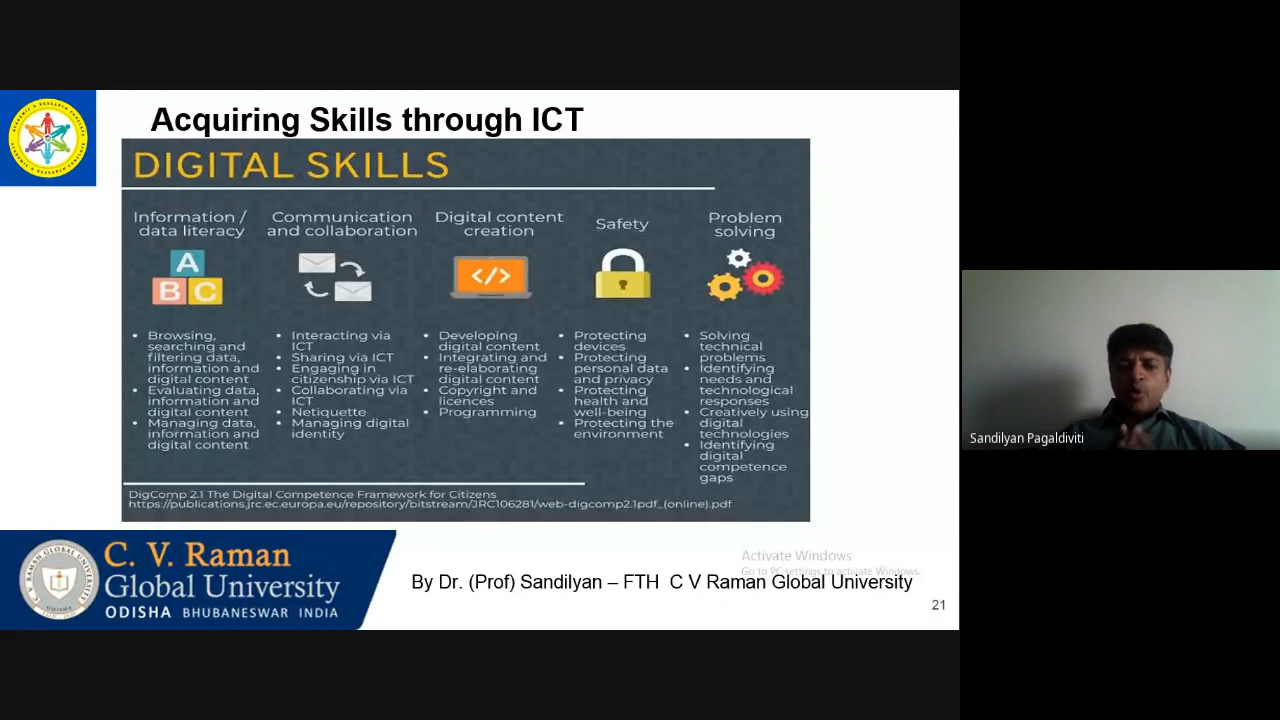 Acquiring Skills through ICT
DIGITAL SKILLS
Information /
data literacy
A
B C
• Browsing,
searching and
filtering data,
information and
digital content
• Evaluating data,
information and
digital content
• Managing data,
information and
digital content
Communication
and collaboration
• Interacting via
ICT
• Sharing via ICT
• Engaging in
citizenship via ICT
• Collaborating via
ICT
• Netiquette
• Managing digital
identity
Digital content
creation
</>
• Developing
digital content
• Integrating and
re-elaborating
digital content
• Copyright and
licences
• Programming
Safety
• Protecting
devices
• Protecting
personal data
and privacy
• Protecting
health and
well-being
• Protecting the
environment
Problem
solving
• Solving
technical
problems
• Identifying
needs and
technological
responses
• Creatively using
digital
technologies
• Identifying
digital
competence
gaps
DigComp 2.1 The Digital Competence Framework for Citizens
https://publications.jrc.ec.europa.eu/repository/bitstream/JRC106281/web-digcomp2.1pdf_(online).pdf
C. V. Raman
Global University
ODISHA BHUBANESWAR INDIA
Activate Windows
Go to PC settings to activate Windows.
By Dr. (Prof) Sandilyan – FTH C V Raman Global University
21
Sandilyan Pagaldiviti